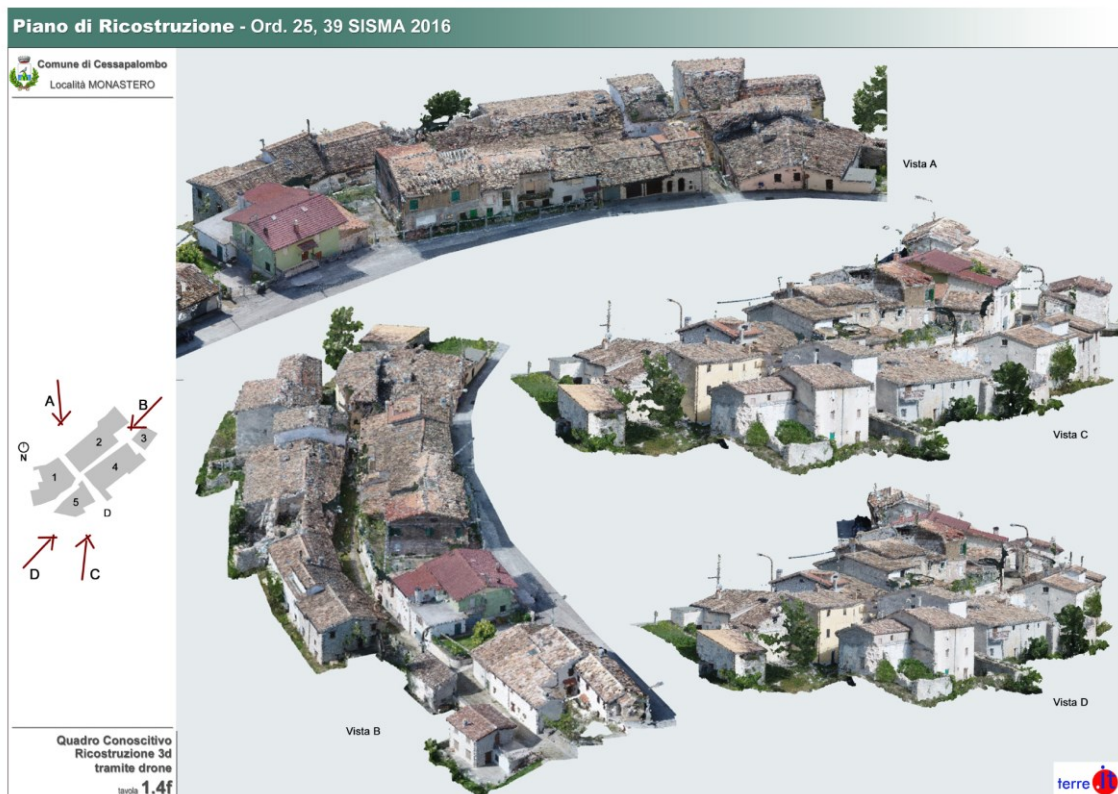 Piano di Ricostruzione - Ord. 25, 39 SISMA 2016
Comune di Cessapalombo
Località MONASTERO
Vista A
Vista C
A
B
N
1
2
3
4
5
D
D
C
Vista B
Vista D
Quadro Conoscitivo
Ricostruzione 3d
tramite drone
tavola 1.4f
terre.it